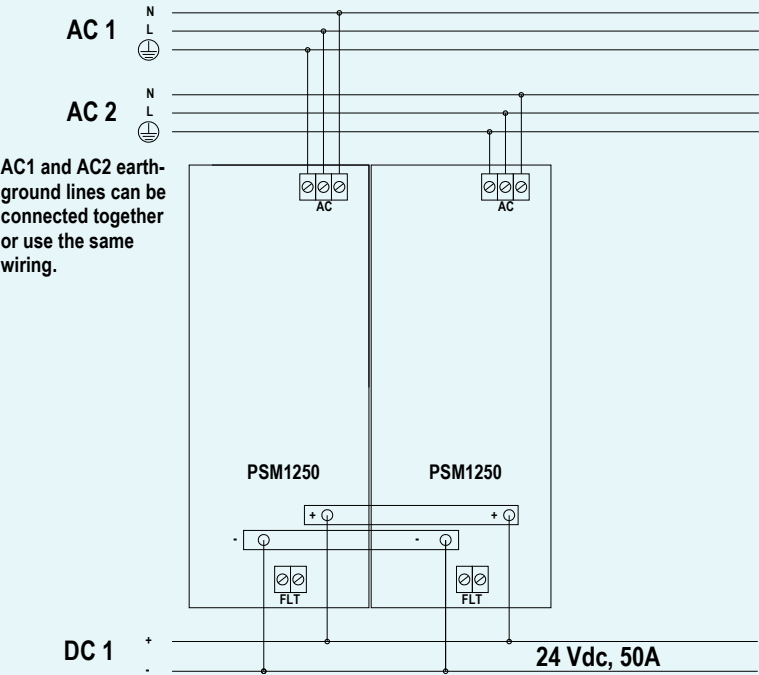 AC 1
N
L
AC 2
N
L
AC1 and AC2 earth-
ground lines can be
connected together
or use the same
wiring.
AC
AC
PSM1250
PSM1250
+
+
-
-
FLT
FLT
DC 1
+
-
24 Vdc, 50A